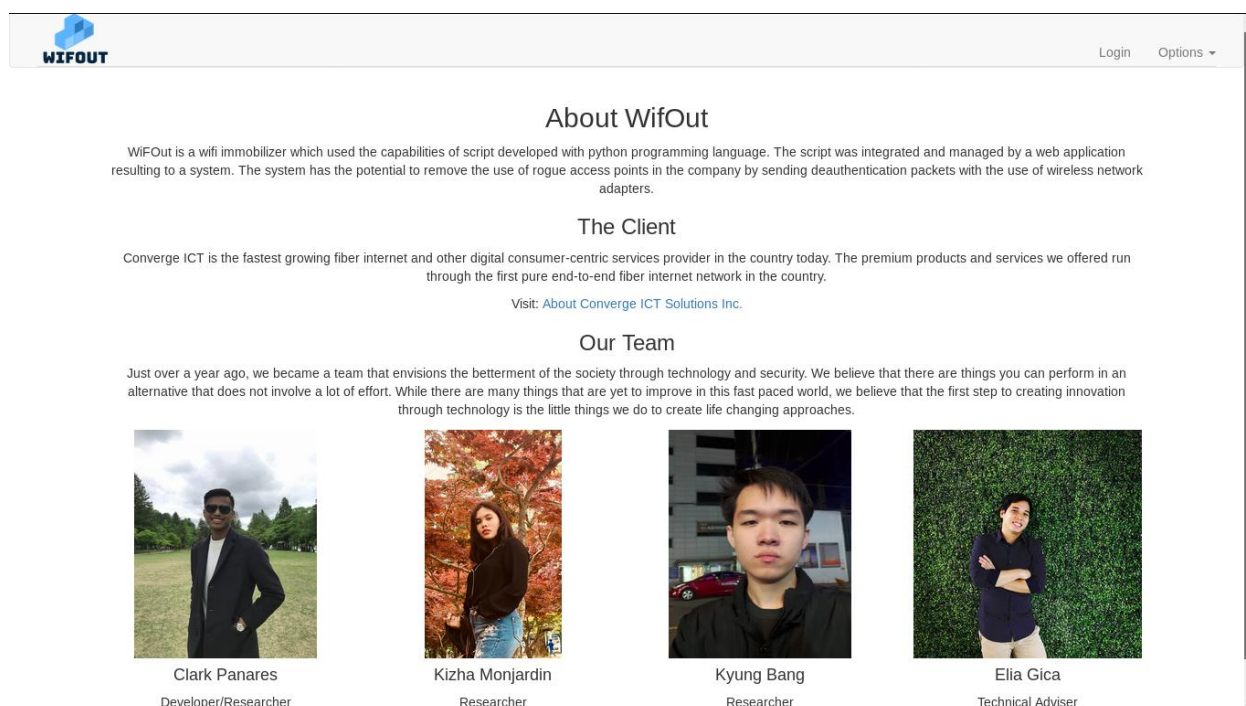 WIFOUT
Login Options
About WifOut
WiFOut is a wifi immobilizer which used the capabilities of script developed with python programming language. The script was integrated and managed by a web application
resulting to a system. The system has the potential to remove the use of rogue access points in the company by sending deauthentication packets with the use of wireless network
adapters.
The Client
Converge ICT is the fastest growing fiber internet and other digital consumer-centric services provider in the country today. The premium products and services we offered run
through the first pure end-to-end fiber internet network in the country.
Visit: About Converge ICT Solutions Inc.
Our Team
Just over a year ago, we became a team that envisions the betterment of the society through technology and security. We believe that there are things you can perform in an
alternative that does not involve a lot of effort. While there are many things that are yet to improve in this fast paced world, we believe that the first step to creating innovation
through technology is the little things we do to create life changing approaches.
Clark Panares Kizha Monjardin Kyung Bang Elia Gica
Developer/Researcher Researcher Researcher Technical Adviser